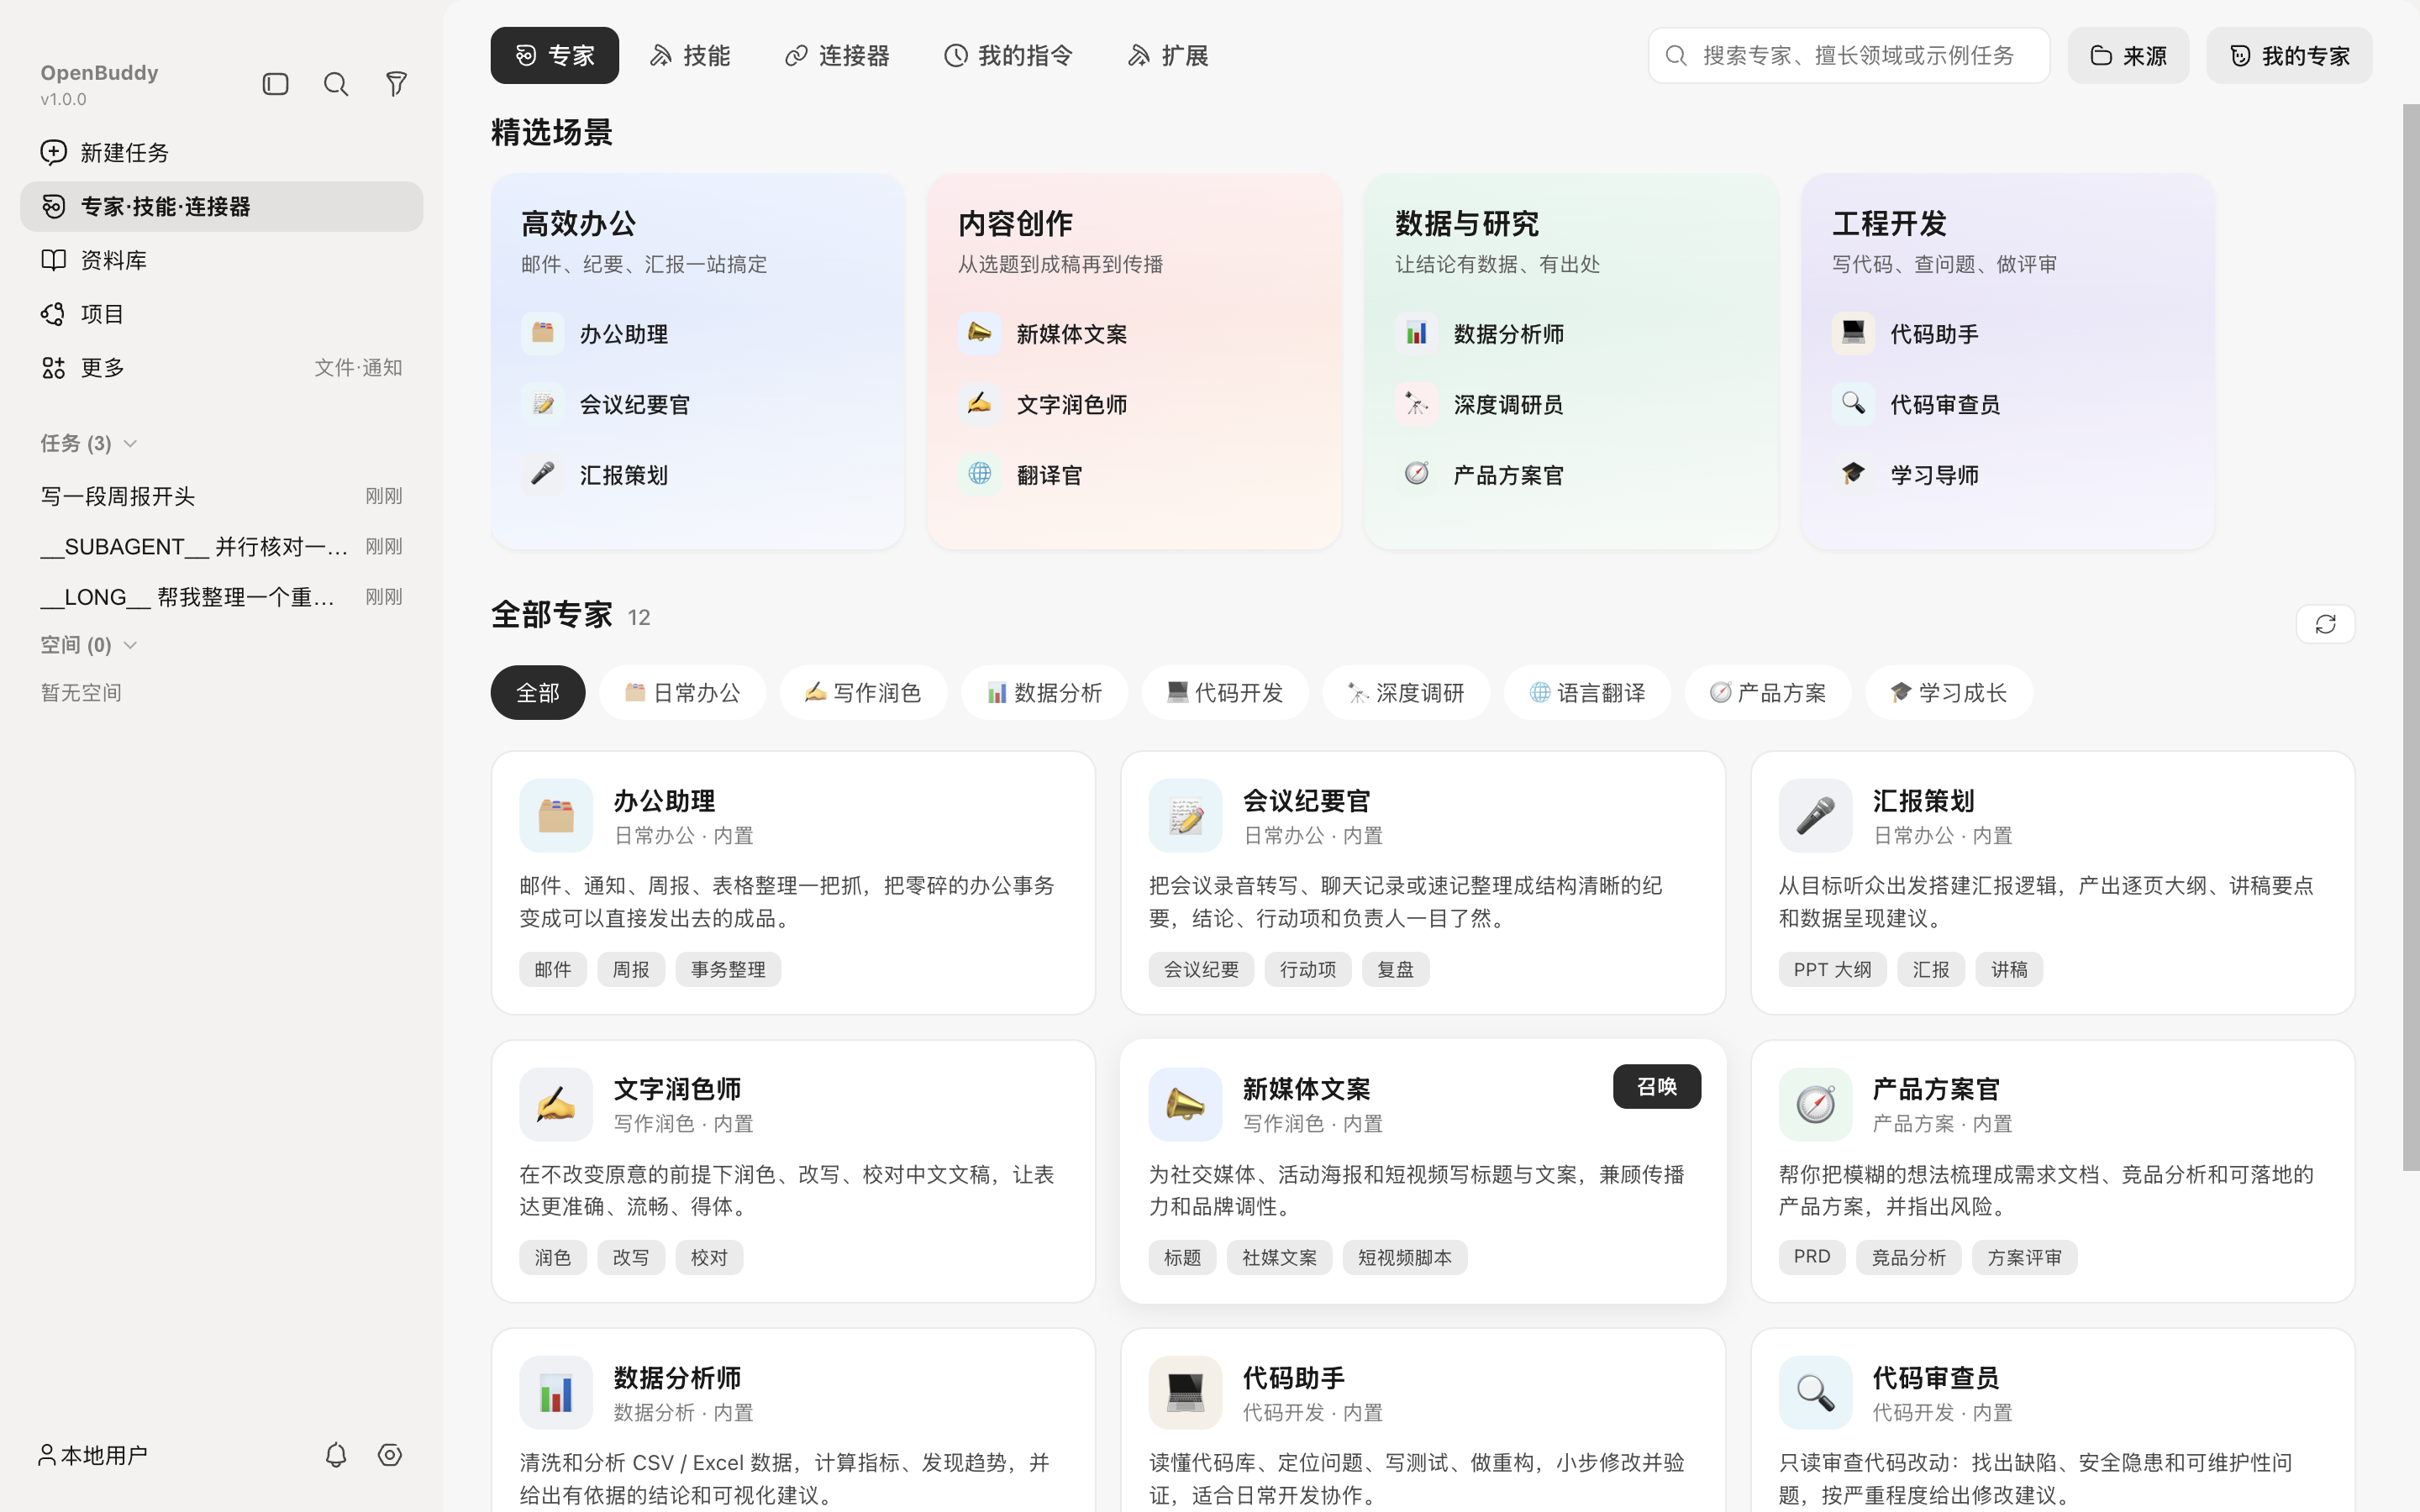 OpenBuddy
v1.0.0
新建任务
专家·技能·连接器
资料库
项目
更多
文件·通知
任务 (3)
写一段周报开头
刚刚
__SUBAGENT__ 并行核对一…
刚刚
__LONG__ 帮我整理一个重…
刚刚
空间 (0)
暂无空间
本地用户
专家
技能
连接器
我的指令
扩展
搜索专家、擅长领域或示例任务
来源
我的专家
精选场景
高效办公
邮件、纪要、汇报一站搞定
办公助理
会议纪要官
汇报策划
内容创作
从选题到成稿再到传播
新媒体文案
文字润色师
翻译官
数据与研究
让结论有数据、有出处
数据分析师
深度调研员
产品方案官
工程开发
写代码、查问题、做评审
代码助手
代码审查员
学习导师
全部专家 12
全部
日常办公
写作润色
数据分析
代码开发
深度调研
语言翻译
产品方案
学习成长
办公助理
日常办公 · 内置
邮件、通知、周报、表格整理一把抓，把零碎的办公事务
变成可以直接发出去的成品。
邮件
周报
事务整理
会议纪要官
日常办公 · 内置
把会议录音转写、聊天记录或速记整理成结构清晰的纪
要，结论、行动项和负责人一目了然。
会议纪要
行动项
复盘
汇报策划
日常办公 · 内置
从目标听众出发搭建汇报逻辑，产出逐页大纲、讲稿要点
和数据呈现建议。
PPT 大纲
汇报
讲稿
文字润色师
写作润色 · 内置
在不改变原意的前提下润色、改写、校对中文文稿，让表
达更准确、流畅、得体。
润色
改写
校对
新媒体文案
写作润色 · 内置
召唤
为社交媒体、活动海报和短视频写标题与文案，兼顾传播
力和品牌调性。
标题
社媒文案
短视频脚本
产品方案官
产品方案 · 内置
帮你把模糊的想法梳理成需求文档、竞品分析和可落地的
产品方案，并指出风险。
PRD
竞品分析
方案评审
数据分析师
数据分析 · 内置
清洗和分析 CSV / Excel 数据，计算指标、发现趋势，并
给出有依据的结论和可视化建议。
代码助手
代码开发 · 内置
读懂代码库、定位问题、写测试、做重构，小步修改并验
证，适合日常开发协作。
代码审查员
代码开发 · 内置
只读审查代码改动：找出缺陷、安全隐患和可维护性问
题，按严重程度给出修改建议。